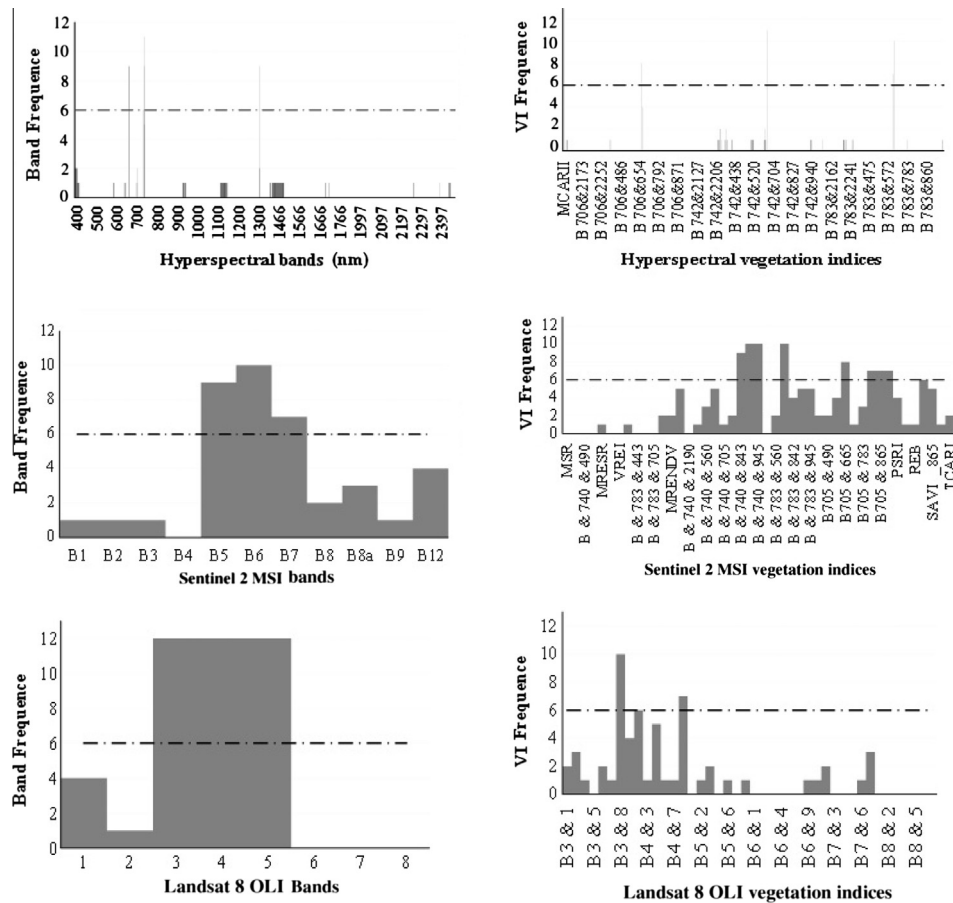 Band Frequence
12
10
8
6
4
2
0
400
500
600
700
800
900
1000
1100
1200
1300
1400
1466
1566
1666
1766
1997
2097
2197
2297
2397
Hyperspectral bands (nm)
VI Frequence
12
10
8
6
4
2
0
MCARII
B 706&2173
B 706&2252
B 706&486
B 706&654
B 706&792
B 706&871
B 742&2127
B 742&2206
B 742&438
B 742&520
B 742&704
B 742&827
B 742&940
B 783&2162
B 783&2241
B 783&475
B 783&572
B 783&783
B 783&860
Hyperspectral vegetation indices
Band Frequence
12
10
8
6
4
2
0
B1
B2
B3
B4
B5
B6
B7
B8
B8a
B9
B12
Sentinel 2 MSI bands
VI Frequence
12
10
8
6
4
2
0
MSR
B & 740 & 490
MRESR
VREI
B & 783 & 443
B & 783 & 705
MRENDV
B & 740 & 2190
B & 740 & 560
B & 740 & 705
B & 740 & 843
B & 740 & 945
B & 783 & 560
B & 783 & 842
B & 783 & 945
B705 & 490
B705 & 665
B705 & 783
B705 & 865
PSRI
REB
SAVI _865
TCARI
Sentinel 2 MSI vegetation indices
Band Frequence
12
10
8
6
4
2
0
1
2
3
4
5
6
7
8
Landsat 8 OLI Bands
VI Frequence
12
10
8
6
4
2
0
B3 & 1
B3 & 5
B3 & 8
B4 & 3
B4 & 7
B5 & 2
B5 & 6
B6 & 1
B6 & 4
B6 & 9
B7 & 3
B7 & 6
B8 & 2
B8 & 5
Landsat 8 OLI vegetation indices